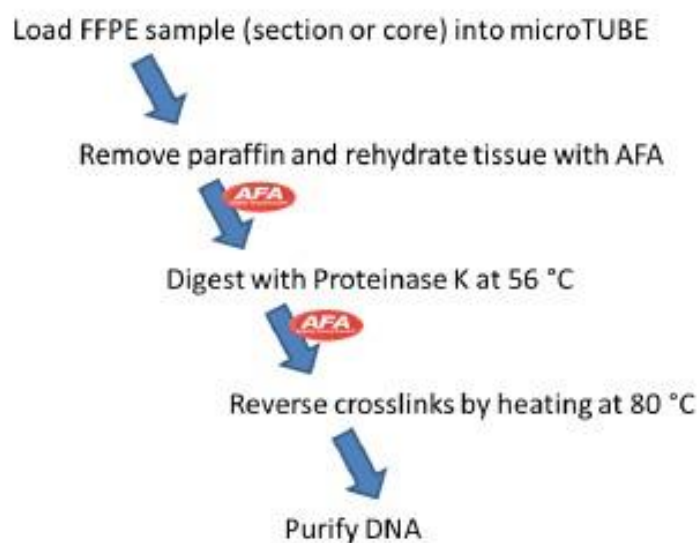 Load FFPE sample (section or core) into microTUBE
Remove paraffin and rehydrate tissue with AFA
AFA
Digest with Proteinase K at 56 °C
AFA
Reverse crosslinks by heating at 80 °C
Purify DNA